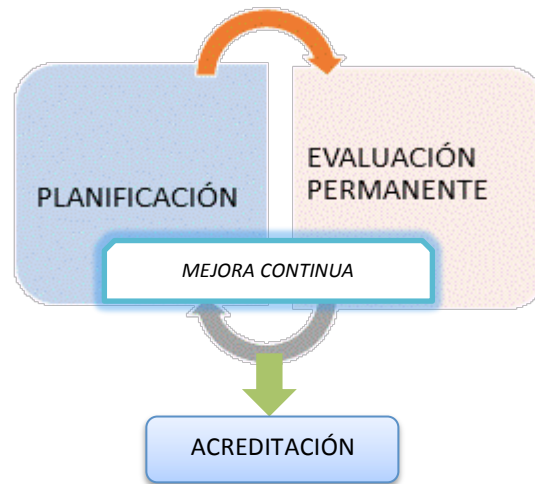 PLANIFICACIÓN
EVALUACIÓN
PERMANENTE
MEJORA CONTINUA
ACREDITACIÓN